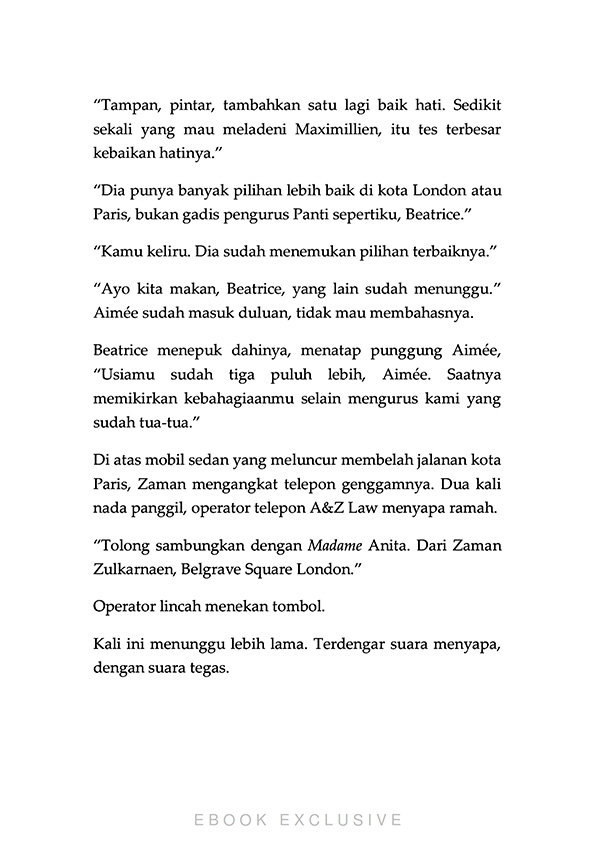 “Tampan, pintar, tambahkan satu lagi baik hati. Sedikit
sekali yang mau meladeni Maximillien, itu tes terbesar
kebaikan hatinya.”
“Dia punya banyak pilihan lebih baik di kota London atau
Paris, bukan gadis pengurus Panti sepertiku, Beatrice.”
“Kamu keliru. Dia sudah menemukan pilihan terbaiknya.”
“Ayo kita makan, Beatrice, yang lain sudah menunggu.”
Aimée sudah masuk duluan, tidak mau membahasnya.
Beatrice menepuk dahinya, menatap punggung Aimée,
“Usiamu sudah tiga puluh lebih, Aimée. Saatnya
memikirkan kebahagiaanmu selain mengurus kami yang
sudah tua-tua.”
Di atas mobil sedan yang meluncur membelah jalanan kota
Paris, Zaman mengangkat telepon genggamnya. Dua kali
nada panggil, operator telepon A&Z Law menyapa ramah.
“Tolong sambungkan dengan Madame Anita. Dari Zaman
Zulkarnaen, Belgrave Square London.”
Operator lincah menekan tombol.
Kali ini menunggu lebih lama. Terdengar suara menyapa,
dengan suara tegas.
EBOOK EXCLUSIVE